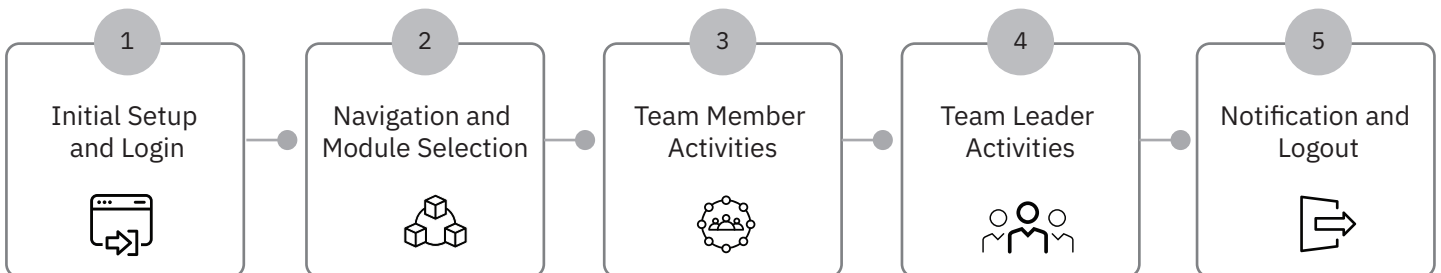 1
Initial Setup
and Login
2
Navigation and
Module Selection
3
Team Member
Activities
4
Team Leader
Activities
5
Notification and
Logout